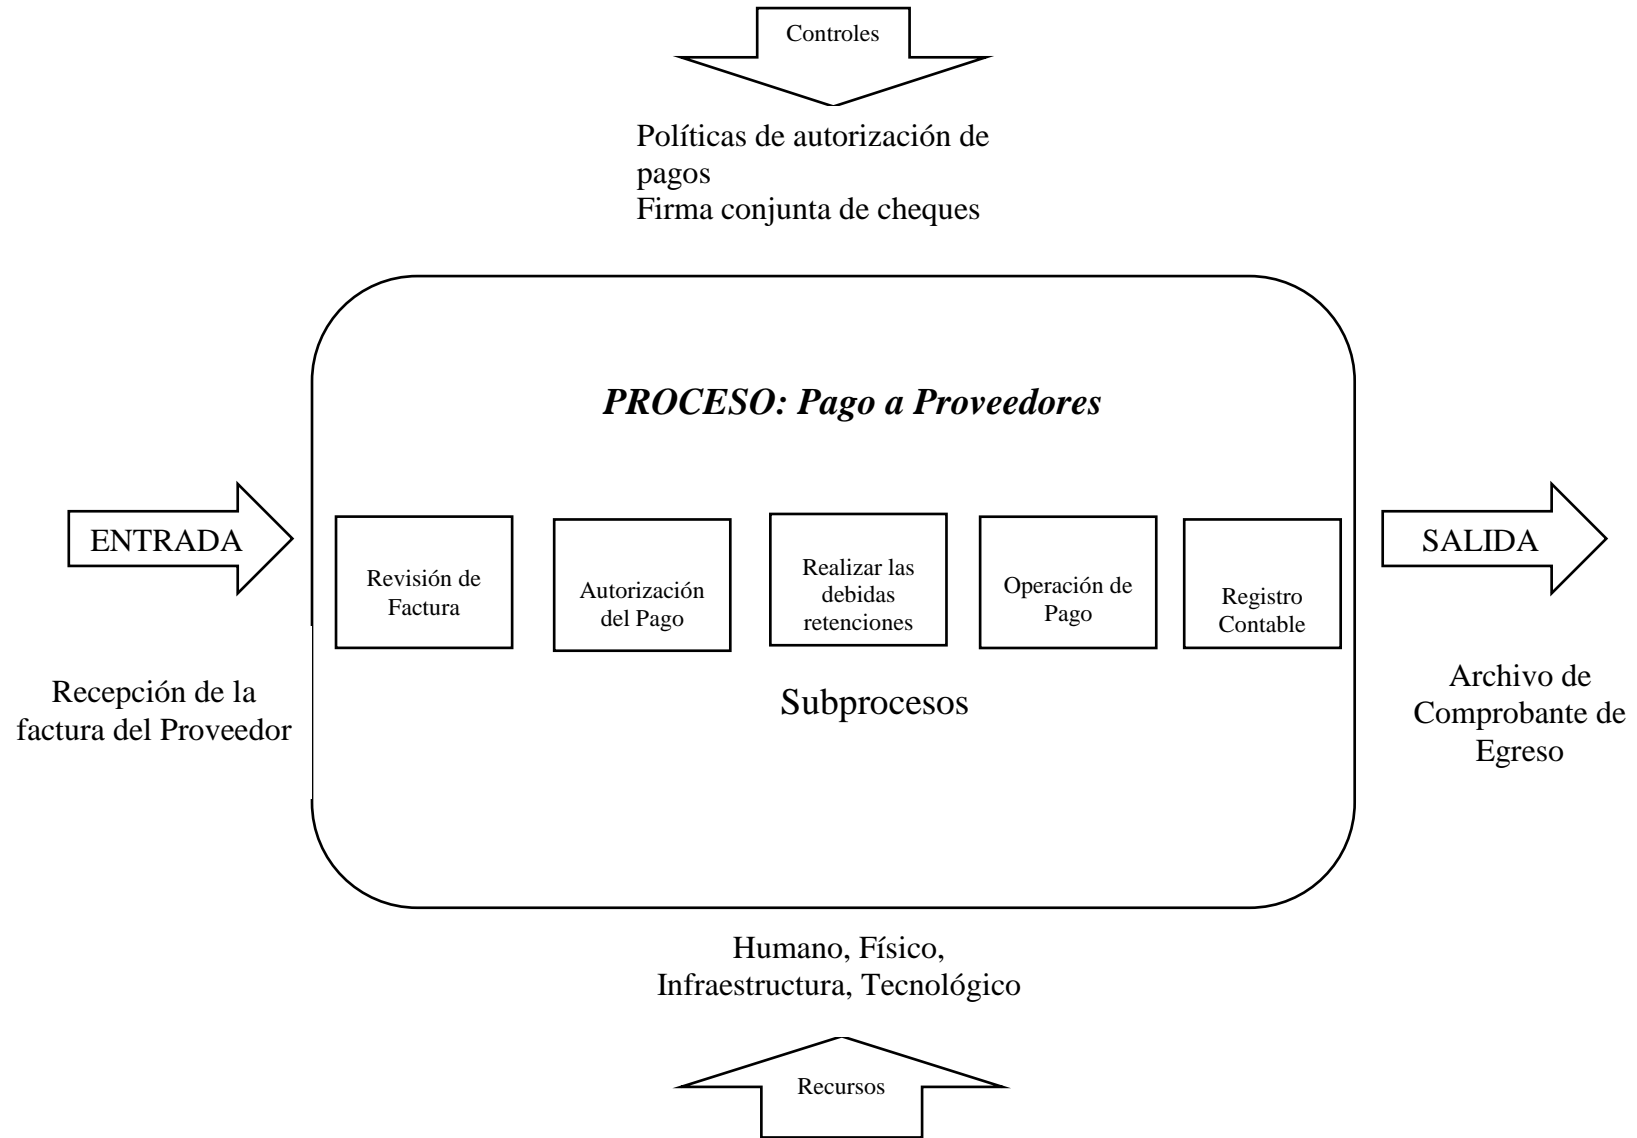 Controles
Políticas de autorización de
pagos
Firma conjunta de cheques
PROCESO: Pago a Proveedores
ENTRADA
Recepción de la
factura del Proveedor
Revisión de
Factura
Autorización
del Pago
Realizar las
debidas
retenciones
Operación de
Pago
Registro
Contable
Subprocesos
SALIDA
Archivo de
Comprobante de
Egreso
Humano, Físico,
Infraestructura, Tecnológico
Recursos